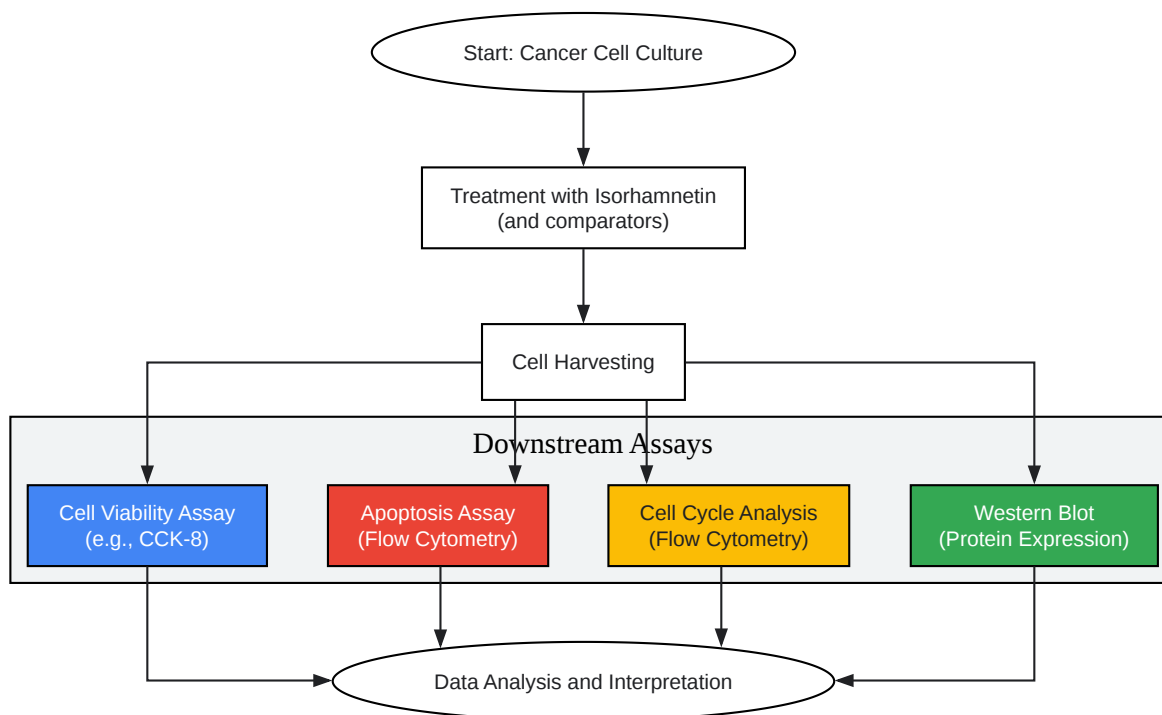 Start: Cancer Cell Culture
Treatment with Isorhamnetin
(and comparators)
Cell Harvesting
Downstream Assays
Cell Viability Assay
(e.g., CCK-8)
Apoptosis Assay
(Flow Cytometry)
Cell Cycle Analysis
(Flow Cytometry)
Western Blot
(Protein Expression)
Data Analysis and Interpretation